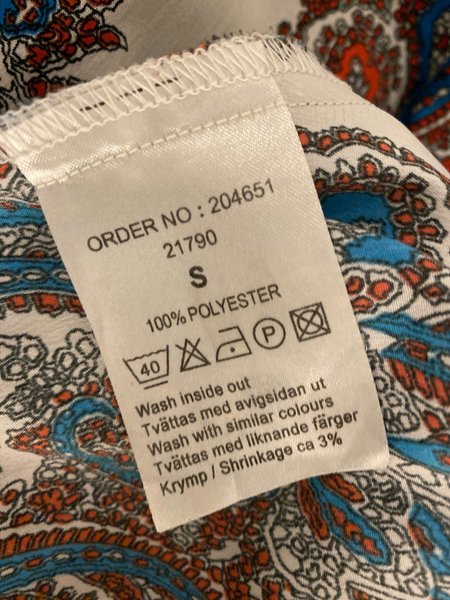 ORDER NO : 204651
21790
S
100% POLYESTER
40 P
Wash inside out
Tvättas med avigsidan ut
Wash with similar colours
Tvättas med liknande färger
Krymp / Shrinkage ca 3%